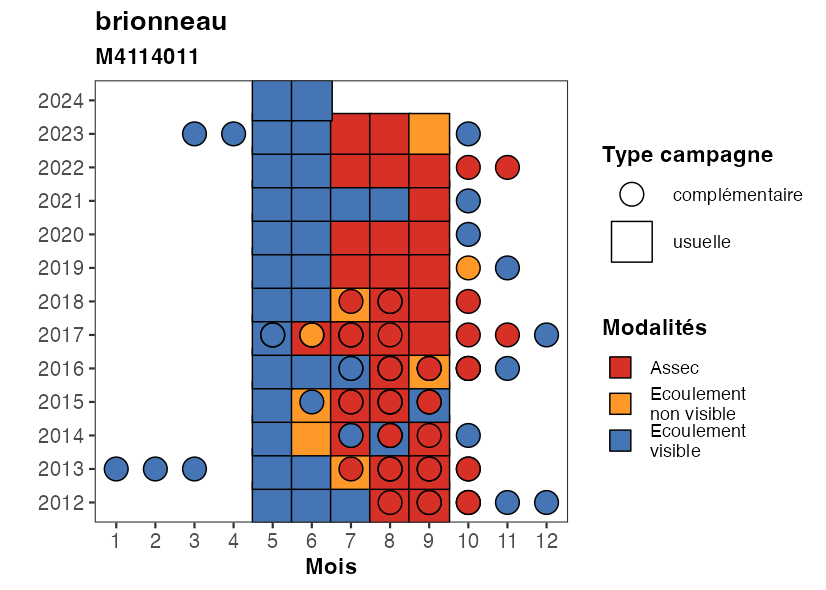 brionneau
M4114011
2024
2023
2022
2021
2020
2019
2018
2017
2016
2015
2014
2013
2012
1 2 3 4 5 6 7 8 9 10 11 12
Mois
Type campagne
complémentaire
usuelle
Modalités
Assec
Ecoulement
non visible
Ecoulement
visible